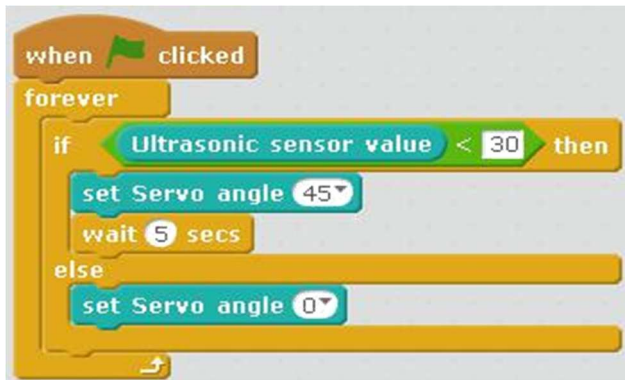 when clicked
forever
if Ultrasonic sensor value < 30 then
set Servo angle 45
wait 5 secs
else
set Servo angle 0